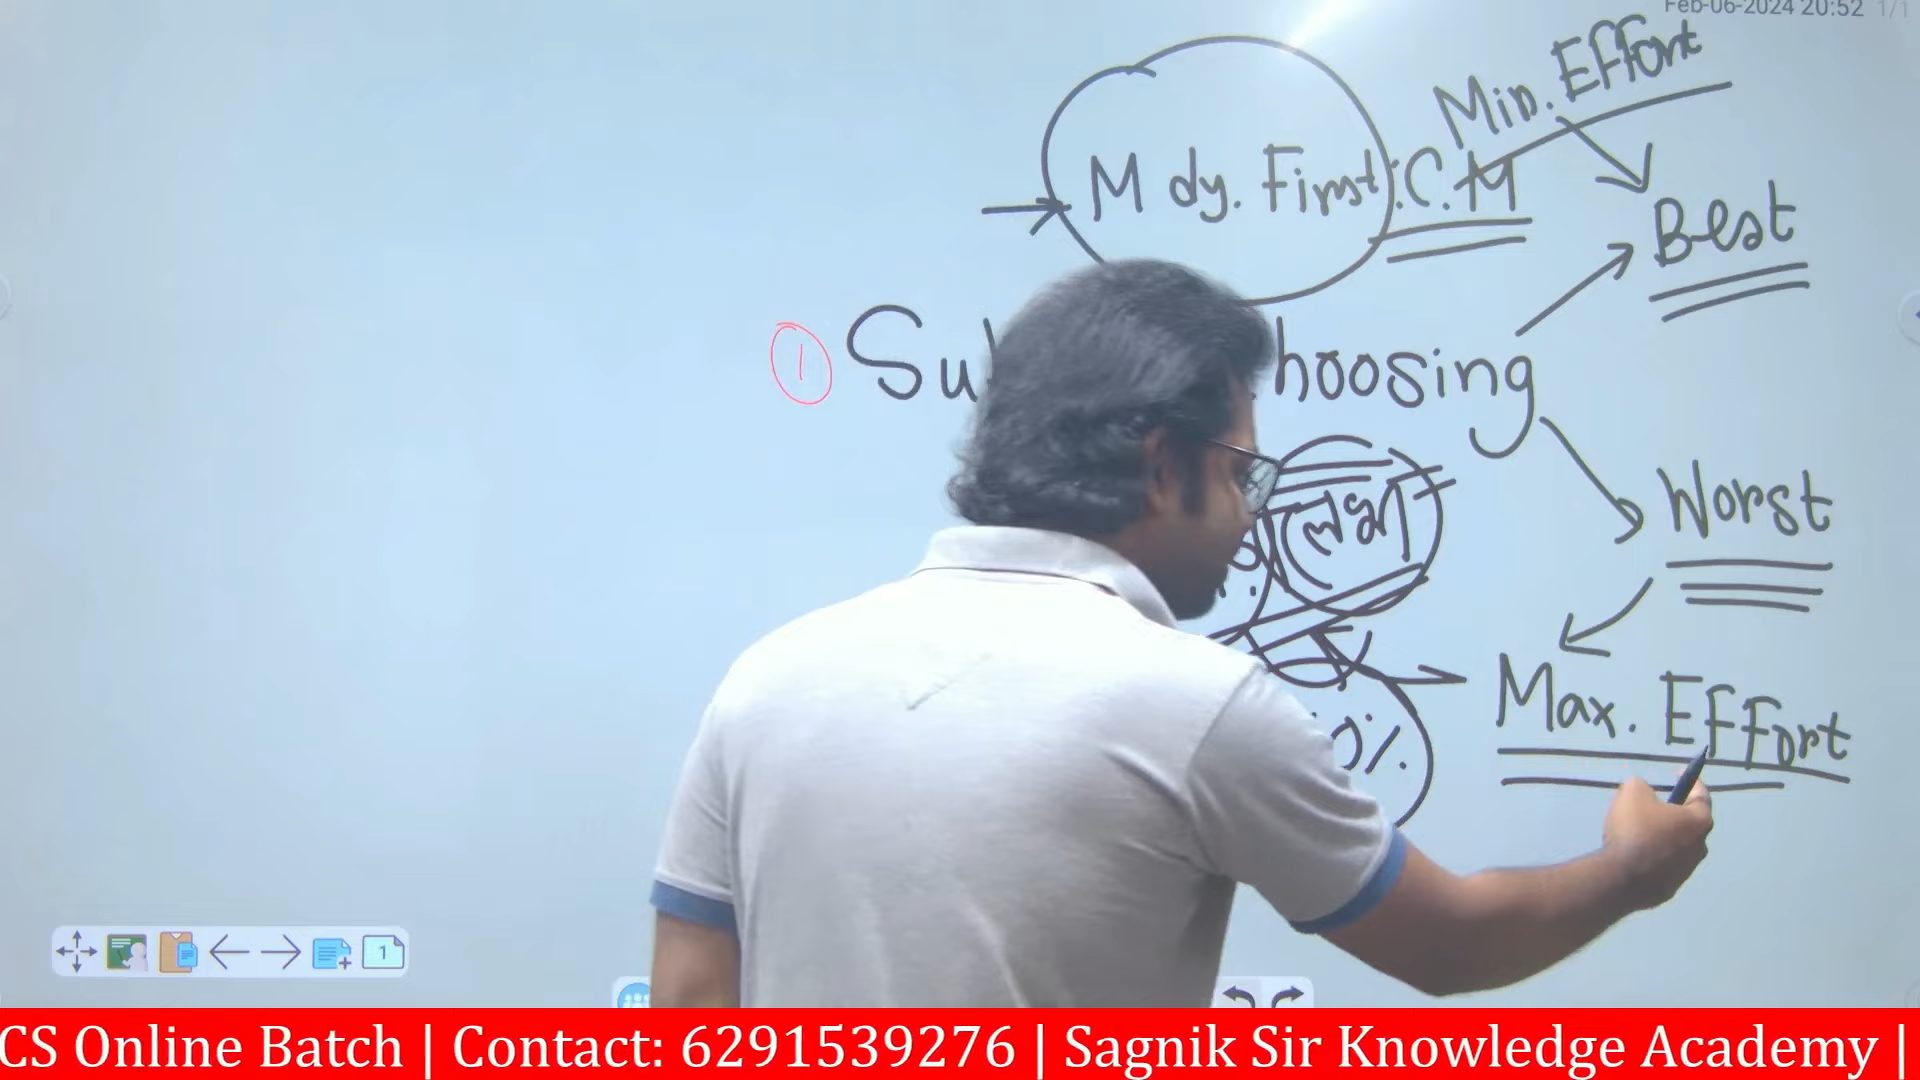 Feb-06-2024 20:52 1/1
Min. Effort
M dy. First : C.M
Best
① Su hoosing
Worst
লেখা
Max. Effort
0%
CS Online Batch | Contact: 6291539276 | Sagnik Sir Knowledge Academy |